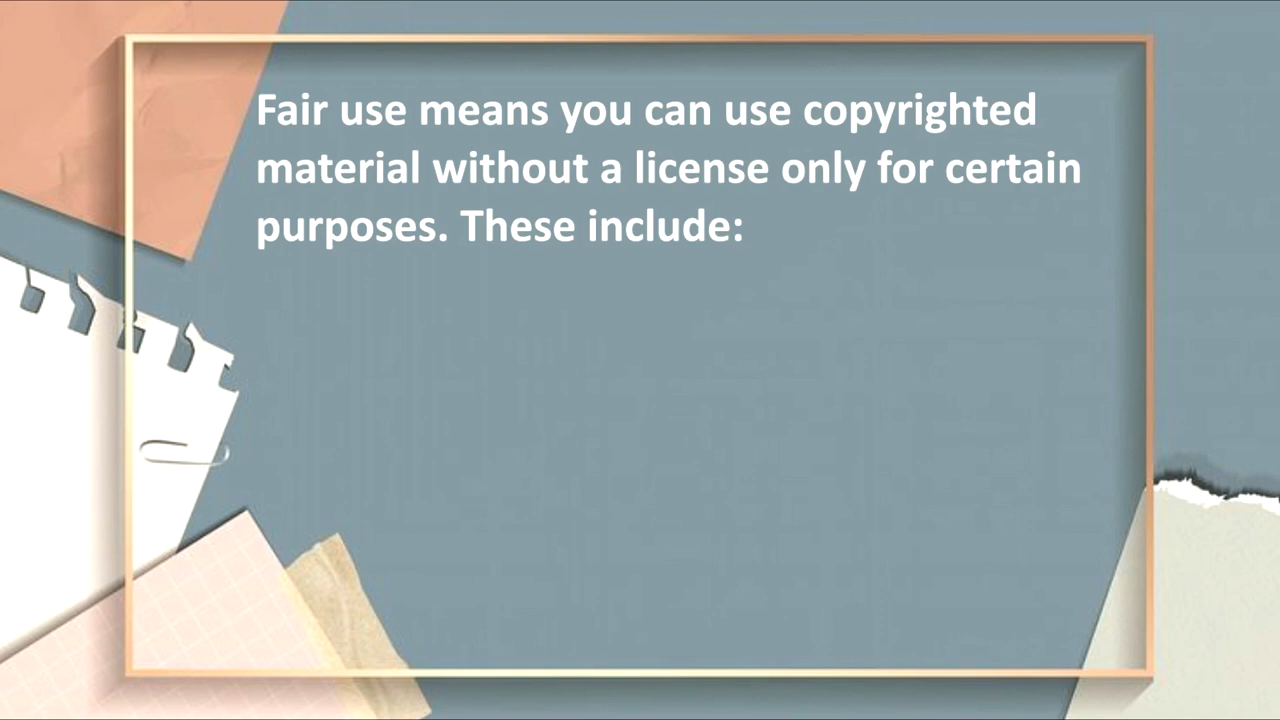 Fair use means you can use copyrighted
material without a license only for certain
purposes. These include: